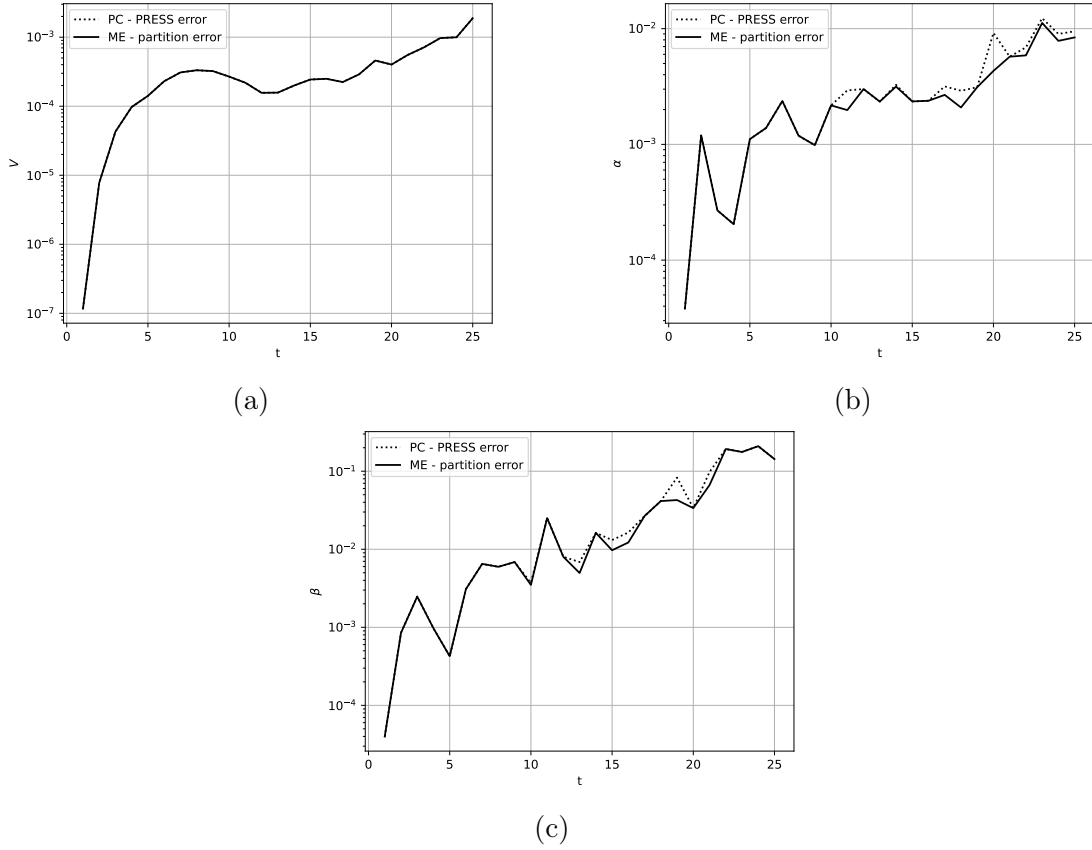 PC - PRESS error
ME - partition error
10⁻³
10⁻⁴
10⁻⁵
10⁻⁶
10⁻⁷
V
0 5 10 15 20 25
t
(a)
PC - PRESS error
ME - partition error
10⁻²
10⁻³
10⁻⁴
α
0 5 10 15 20 25
t
(b)
PC - PRESS error
ME - partition error
10⁻¹
10⁻²
10⁻³
10⁻⁴
β
0 5 10 15 20 25
t
(c)